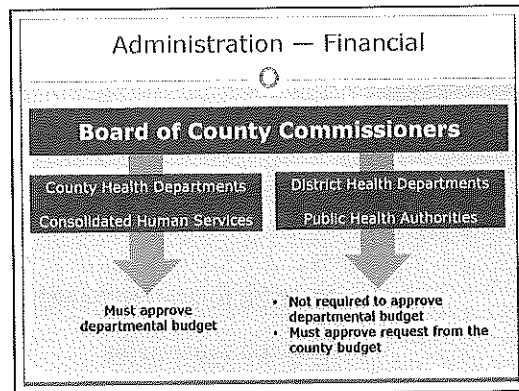 Administration — Financial
Board of County Commissioners
County Health Departments
Consolidated Human Services
District Health Departments
Public Health Authorities
Must approve
departmental budget
• Not required to approve
departmental budget
• Must approve request from the
county budget